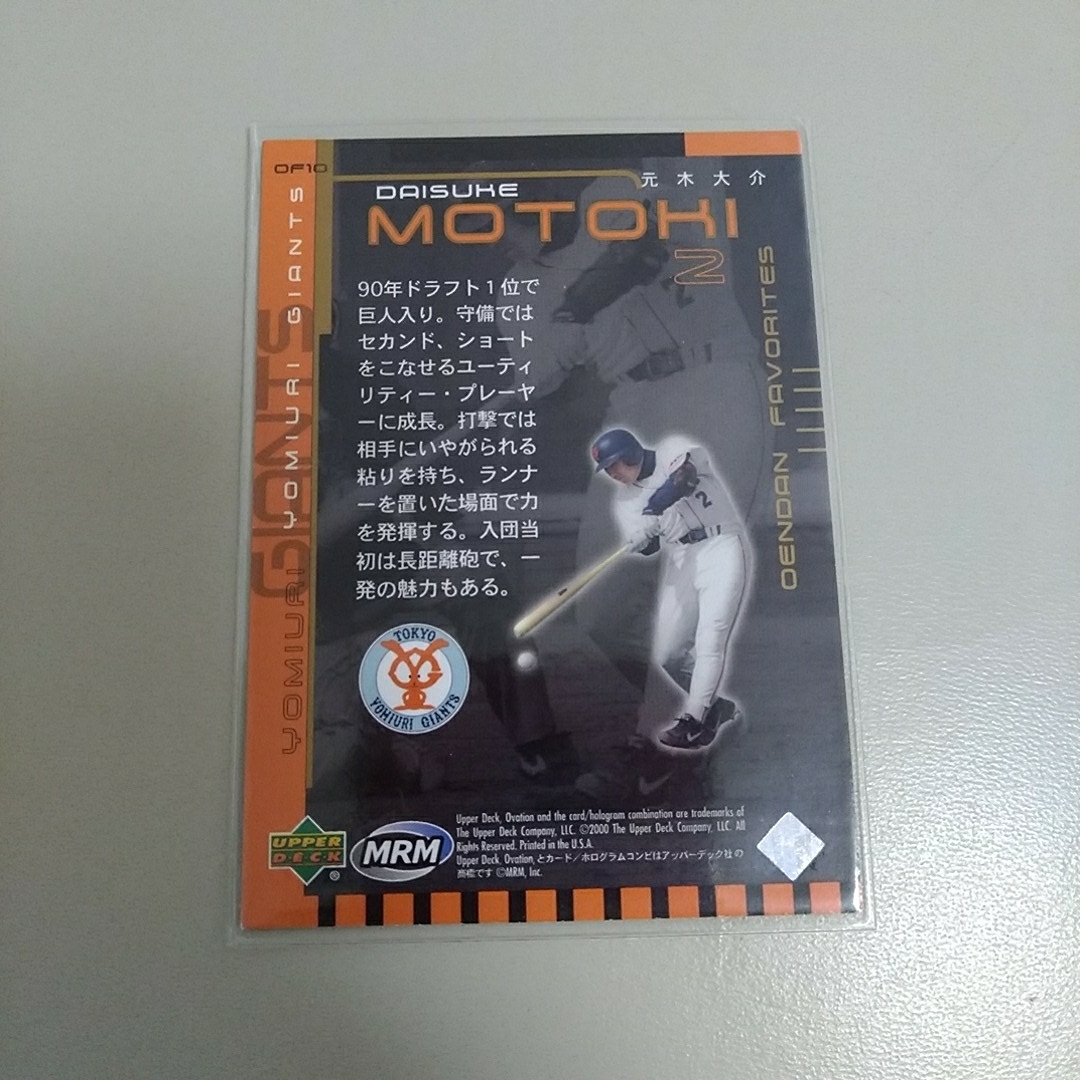 OF10
DAISUKE
元木大介
MOTOKI
2
90年ドラフト1位で
巨人入り。守備では
セカンド、ショート
をこなせるユーティ
リティー・プレーヤ
ーに成長。打撃では
相手にいやがられる
粘りを持ち、ランナ
ーを置いた場面で力
を発揮する。入団当
初は長距離砲で、一
発の魅力もある。
YOMIURI YOMIURI YOMIURI GIANTS
GIANTS
OENDAN FAVORITES
2
2
TOKYO
YOMIURI GIANTS
UPPER
DECK
®
MRM
Upper Deck, Ovation and the card/hologram combination are trademarks of
The Upper Deck Company, LLC. ©2000 The Upper Deck Company, LLC. All
Rights Reserved. Printed in the U.S.A.
Upper Deck, Ovation, とカード/ホログラムコンビはアッパーデック社の
商標です ©MRM, Inc.